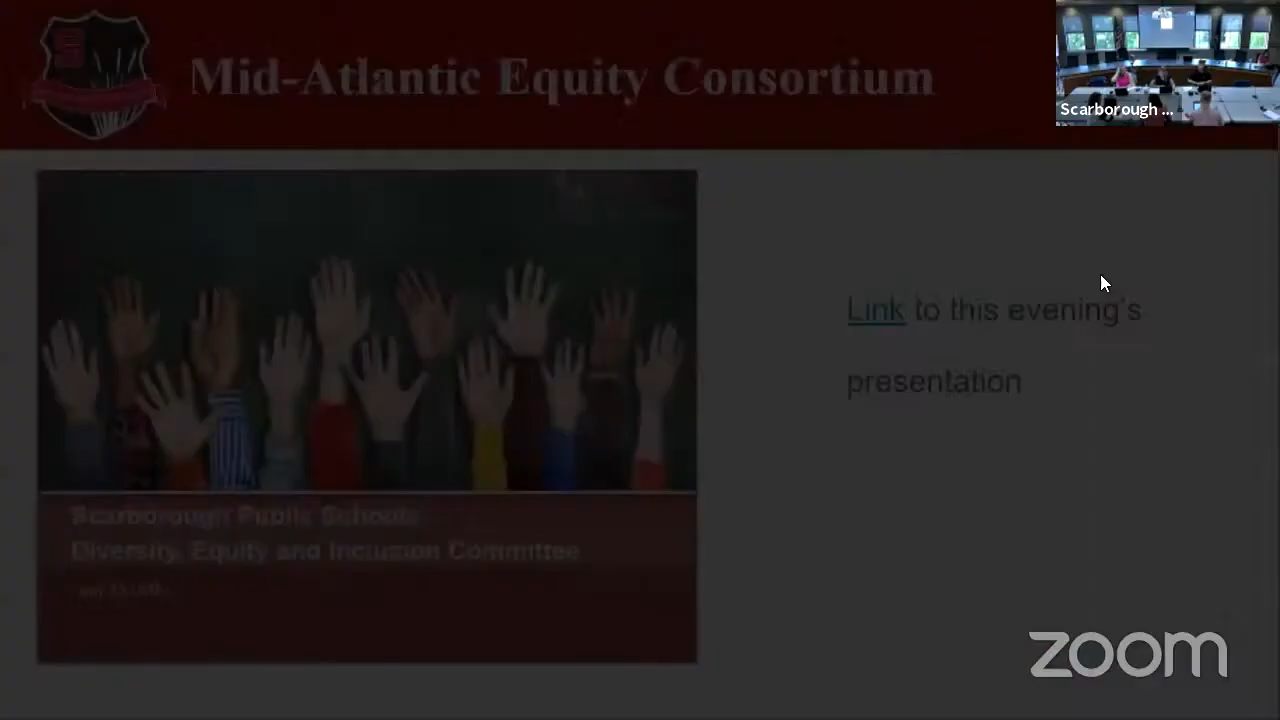 Mid-Atlantic Equity Consortium
Scarborough ...
Link to this evening's
presentation
Scarborough Public Schools
Diversity, Equity and Inclusion Committee
zoom